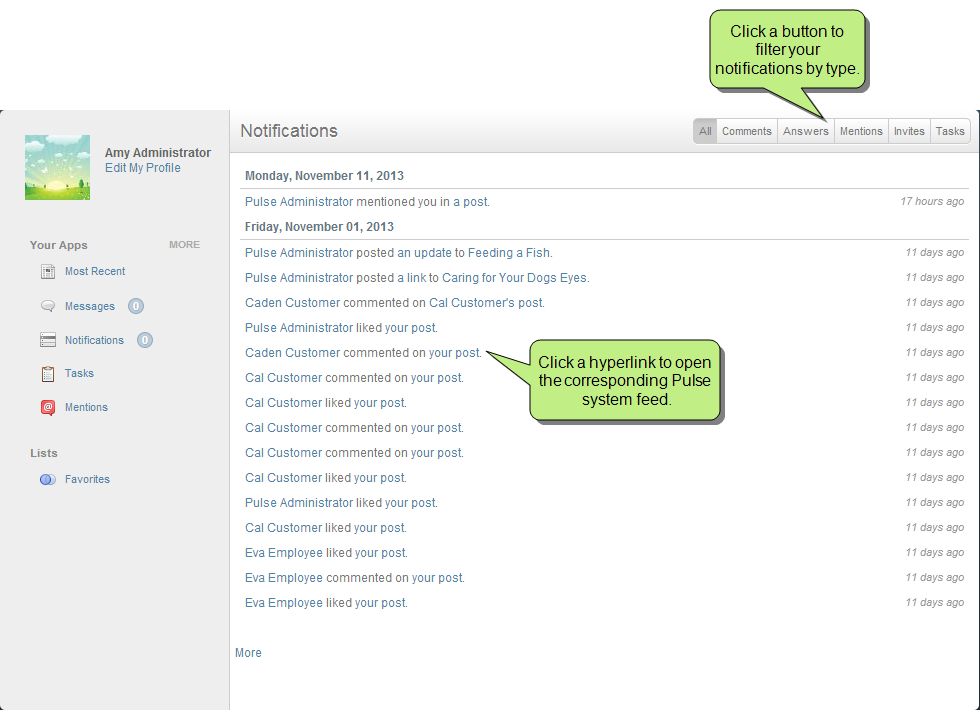 Click a button to
filter your
notifications by type.
Amy Administrator
Edit My Profile
Your Apps MORE
Most Recent
Messages 0
Notifications 0
Tasks
Mentions
Lists
Favorites
Notifications
All Comments Answers Mentions Invites Tasks
Monday, November 11, 2013
Pulse Administrator mentioned you in a post. 17 hours ago
Friday, November 01, 2013
Pulse Administrator posted an update to Feeding a Fish. 11 days ago
Pulse Administrator posted a link to Caring for Your Dogs Eyes. 11 days ago
Caden Customer commented on Cal Customer's post. 11 days ago
Pulse Administrator liked your post. 11 days ago
Caden Customer commented on your post. 11 days ago
Click a hyperlink to open
the corresponding Pulse
system feed.
Cal Customer commented on your post. 11 days ago
Cal Customer liked your post. 11 days ago
Cal Customer commented on your post. 11 days ago
Cal Customer commented on your post. 11 days ago
Cal Customer liked your post. 11 days ago
Pulse Administrator liked your post. 11 days ago
Cal Customer liked your post. 11 days ago
Eva Employee liked your post. 11 days ago
Eva Employee commented on your post. 11 days ago
Eva Employee liked your post. 11 days ago
More